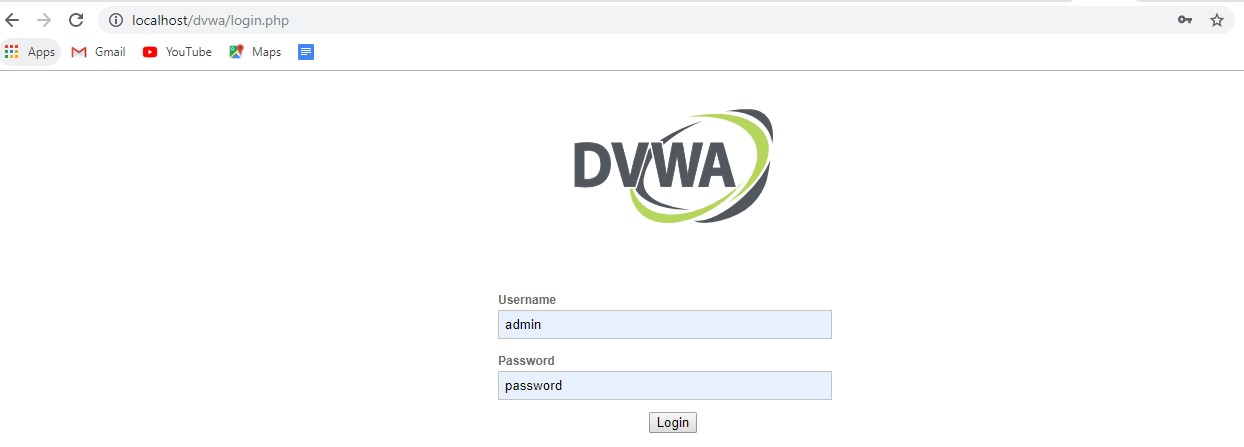 localhost/dvwa/login.php
Apps Gmail YouTube Maps
DVWA
Username
admin
Password
password
Login